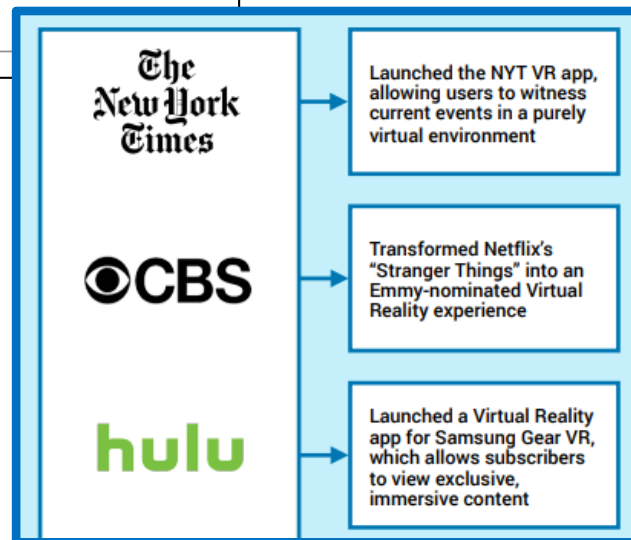 The
New York
Times
Launched the NYT VR app,
allowing users to witness
current events in a purely
virtual environment
CBS
Transformed Netflix's
"Stranger Things" into an
Emmy-nominated Virtual
Reality experience
hulu
Launched a Virtual Reality
app for Samsung Gear VR,
which allows subscribers
to view exclusive,
immersive content